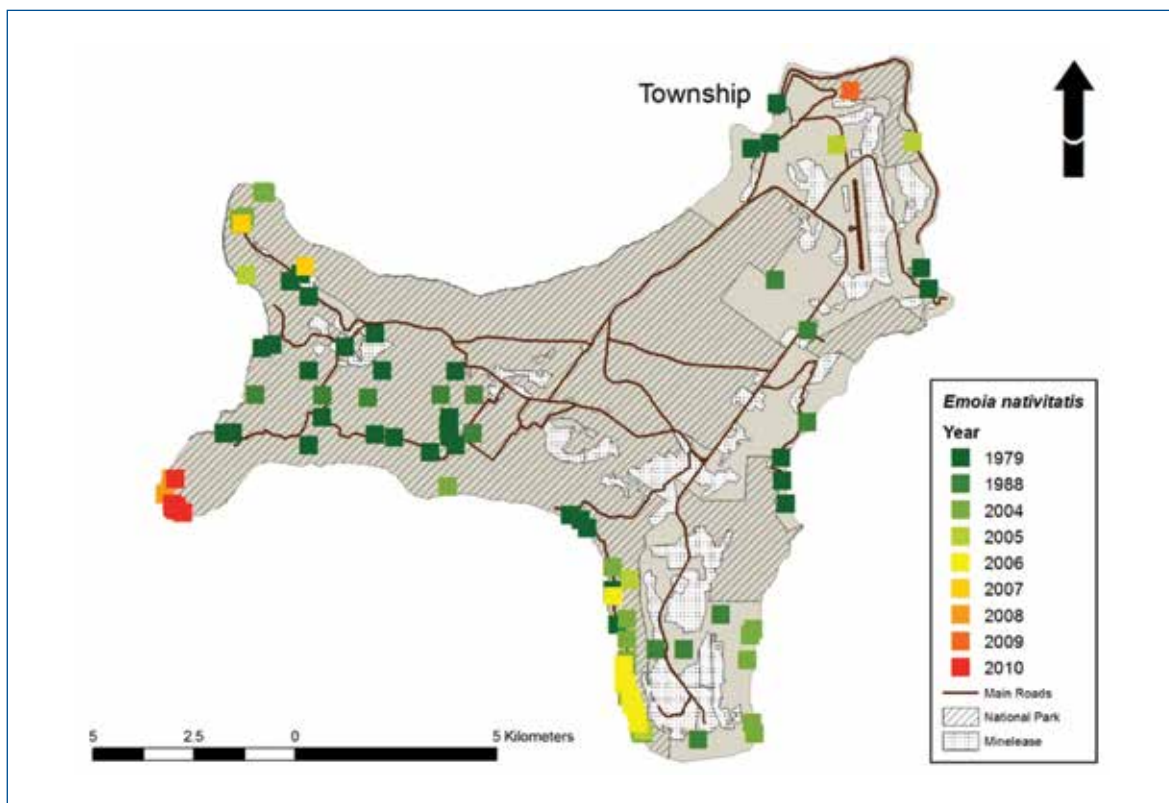 Township
Emoia nativitatis
Year
1979
1988
2004
2005
2006
2007
2008
2009
2010
Main Roads
National Park
Minelease
5 2.5 0 5 Kilometers